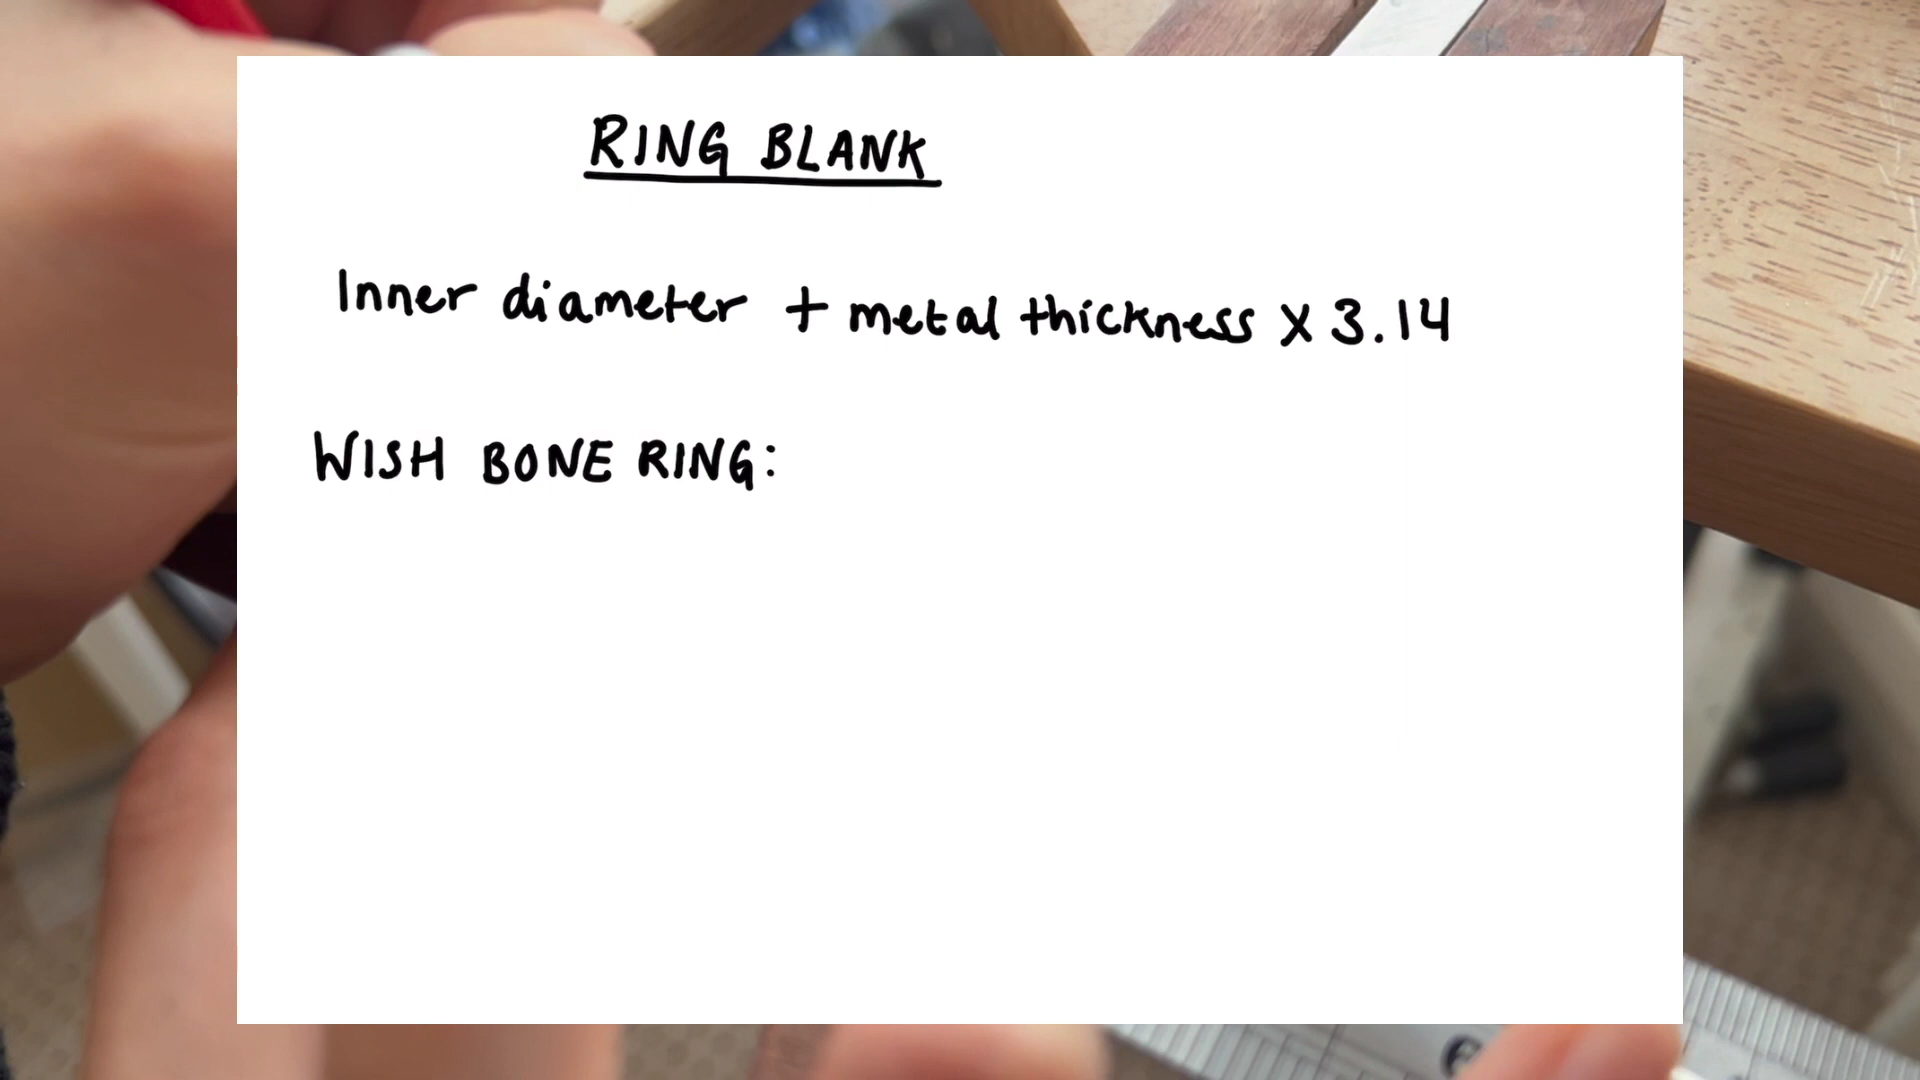 RING BLANK
Inner diameter + metal thickness x 3.14
WISH BONE RING: